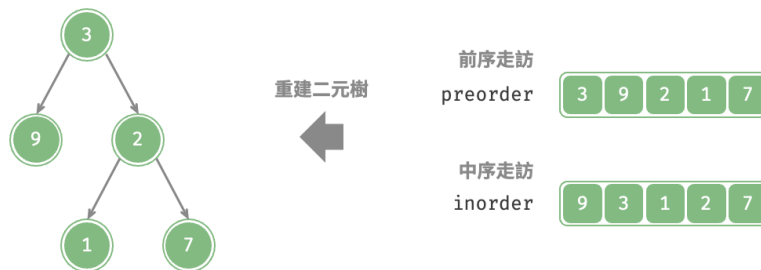 3
9
2
1
7
重建二元樹
前序走訪
preorder 3 9 2 1 7
中序走訪
inorder 9 3 1 2 7